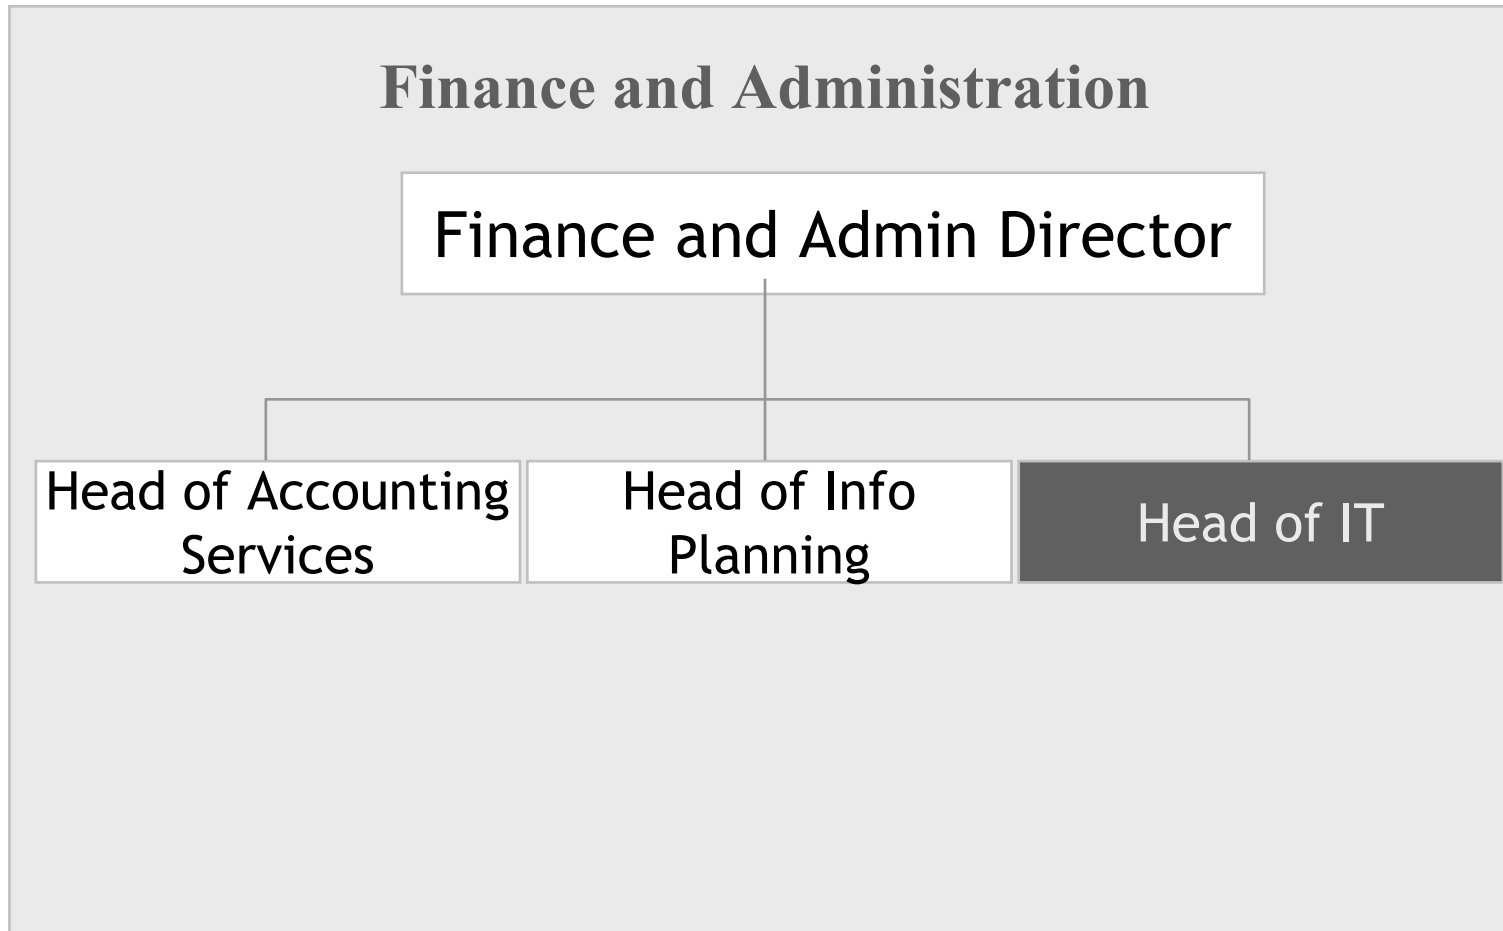 Finance and Administration
Finance and Admin Director
Head of Accounting
Services
Head of Info
Planning
Head of IT